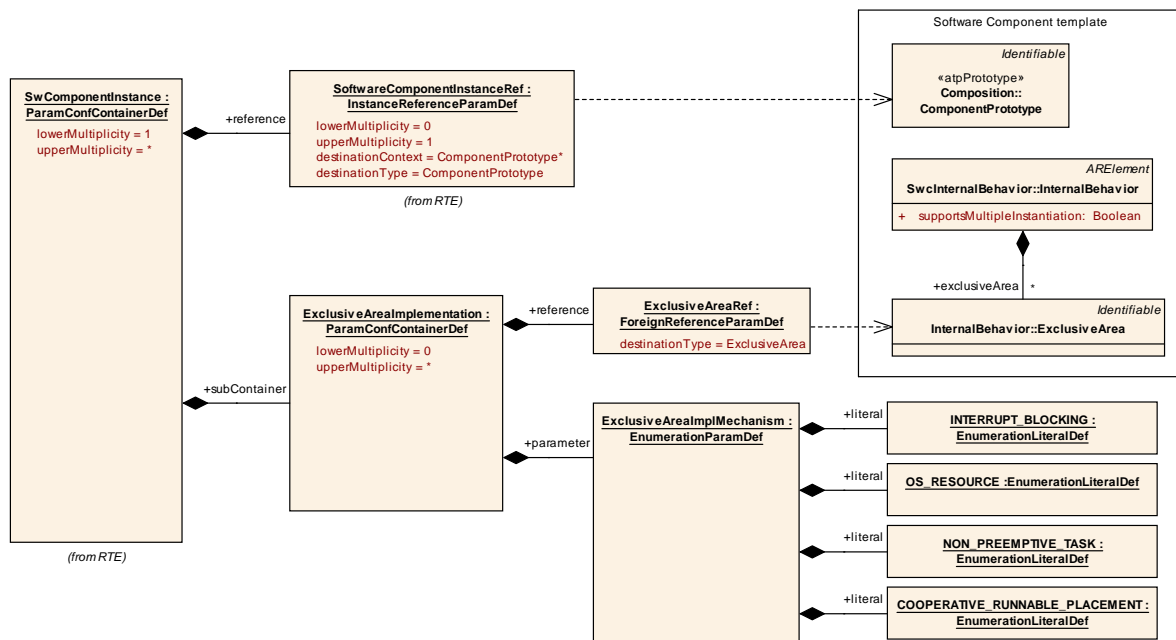 Software Component template
Identifiable
«atpPrototype»
Composition::
ComponentPrototype
SwComponentInstance :
ParamConfContainerDef
lowerMultiplicity = 1
upperMultiplicity = *
(from RTE)
+reference
SoftwareComponentInstanceRef :
InstanceReferenceParamDef
lowerMultiplicity = 0
upperMultiplicity = 1
destinationContext = ComponentPrototype*
destinationType = ComponentPrototype
(from RTE)
ARElement
SwcInternalBehavior::InternalBehavior
+ supportsMultipleInstantiation: Boolean
+exclusiveArea
*
Identifiable
InternalBehavior::ExclusiveArea
+subContainer
ExclusiveAreaImplementation :
ParamConfContainerDef
lowerMultiplicity = 0
upperMultiplicity = *
+reference
ExclusiveAreaRef :
ForeignReferenceParamDef
destinationType = ExclusiveArea
+parameter
ExclusiveAreaImplMechanism :
EnumerationParamDef
+literal
INTERRUPT_BLOCKING :
EnumerationLiteralDef
+literal
OS_RESOURCE :EnumerationLiteralDef
+literal
NON_PREEMPTIVE_TASK :
EnumerationLiteralDef
+literal
COOPERATIVE_RUNNABLE_PLACEMENT :
EnumerationLiteralDef